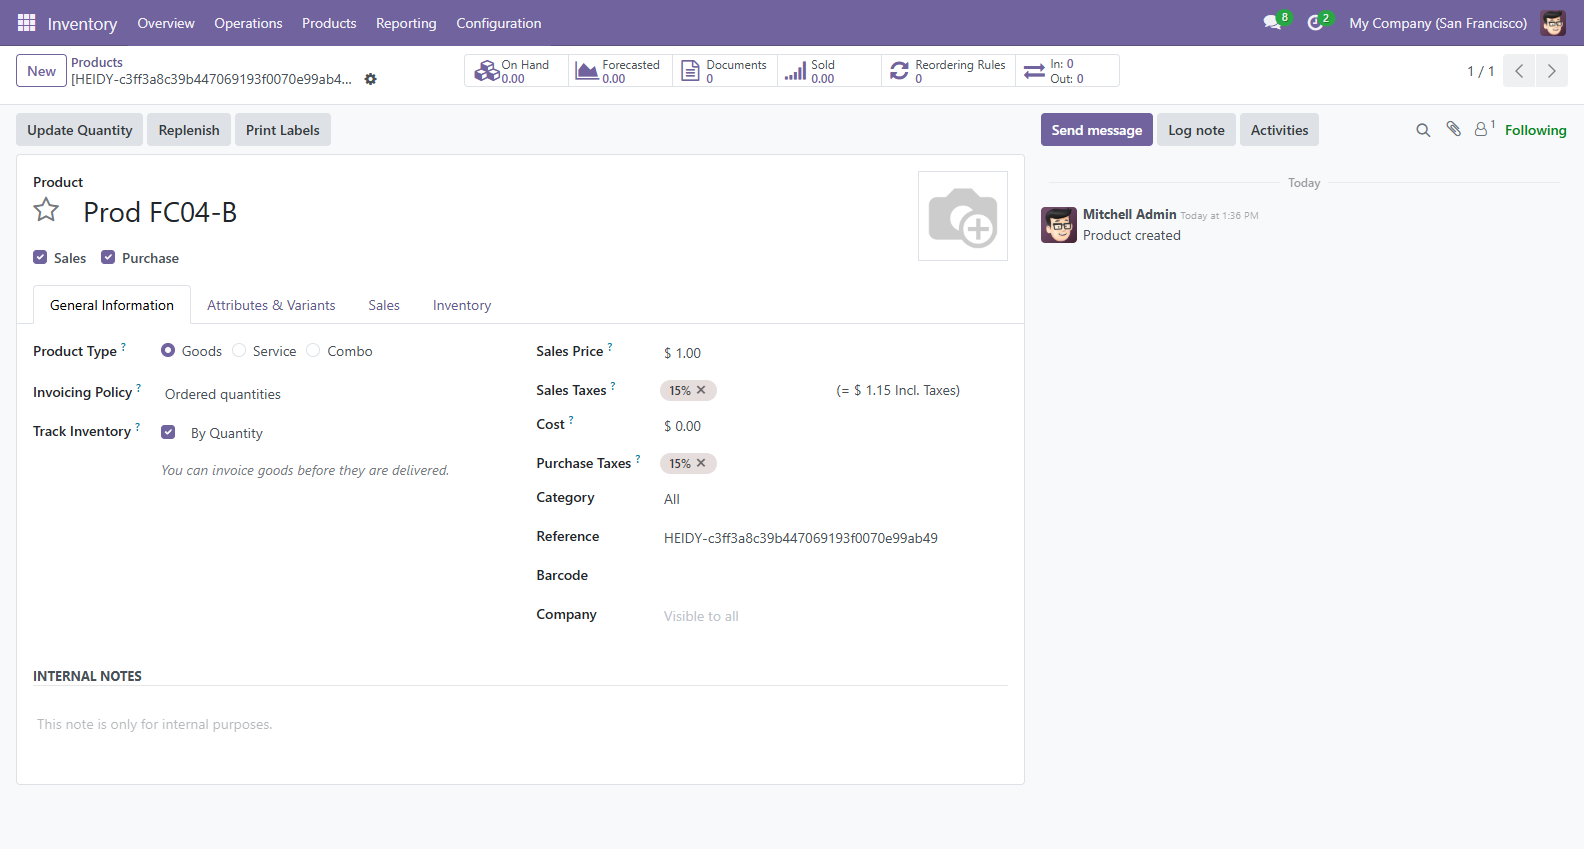 Inventory Overview Operations Products Reporting Configuration 8 2 My Company (San Francisco)
New Products
[HEIDY-c3ff3a8c39b447069193f0070e99ab4...
On Hand 0.00
Forecasted 0.00
Documents 0
Sold 0.00
Reordering Rules 0
In: 0
Out: 0
1 / 1
Update Quantity Replenish Print Labels
Send message Log note Activities 1 Following
Product
Prod FC04-B
Sales Purchase
General Information Attributes & Variants Sales Inventory
Product Type ? Goods Service Combo
Invoicing Policy ? Ordered quantities
Track Inventory ? By Quantity
You can invoice goods before they are delivered.
Sales Price ? $ 1.00
Sales Taxes ? 15% (= $ 1.15 Incl. Taxes)
Cost ? $ 0.00
Purchase Taxes ? 15%
Category All
Reference HEIDY-c3ff3a8c39b447069193f0070e99ab49
Barcode
Company Visible to all
INTERNAL NOTES
This note is only for internal purposes.
Today
Mitchell Admin Today at 1:36 PM
Product created